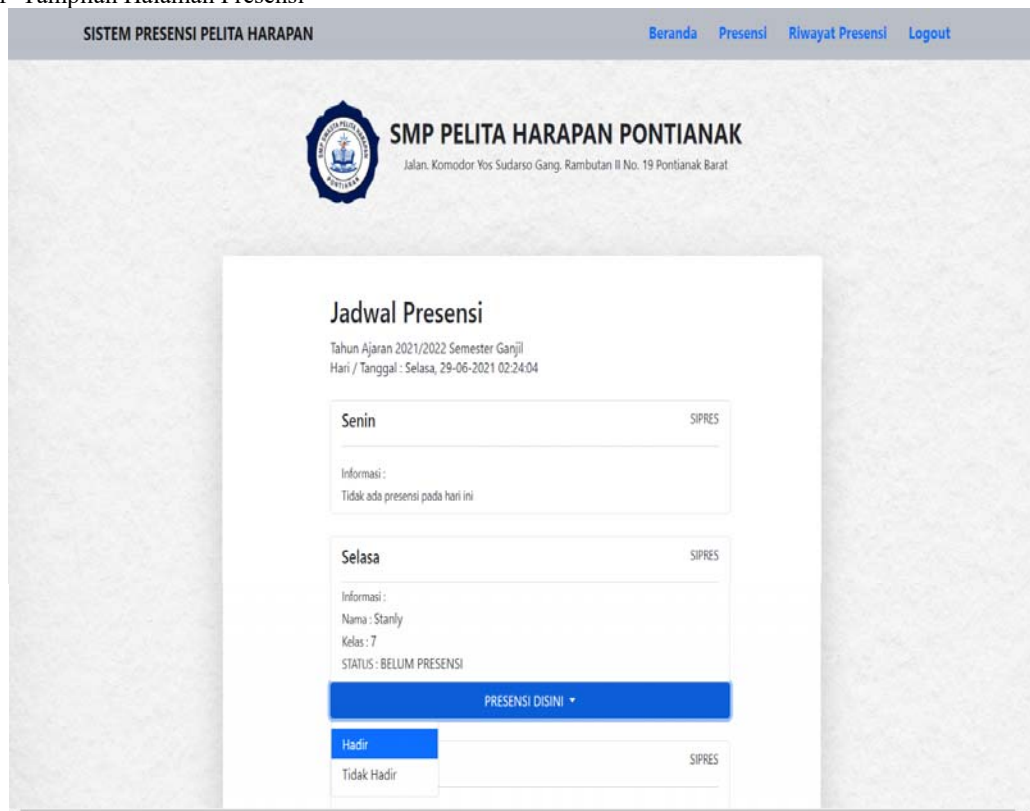 Tampilan Halaman Presensi
SISTEM PRESENSI PELITA HARAPAN
Beranda Presensi Riwayat Presensi Logout
SMP PELITA HARAPAN PONTIANAK
Jalan. Komodor Yos Sudarso Gang. Rambutan II No. 19 Pontianak Barat
Jadwal Presensi
Tahun Ajaran 2021/2022 Semester Ganjil
Hari / Tanggal : Selasa, 29-06-2021 02:24:04
Senin SIPRES
Informasi :
Tidak ada presensi pada hari ini
Selasa SIPRES
Informasi :
Nama : Stanly
Kelas : 7
STATUS : BELUM PRESENSI
PRESENSI DISINI
Hadir
SIPRES
Tidak Hadir